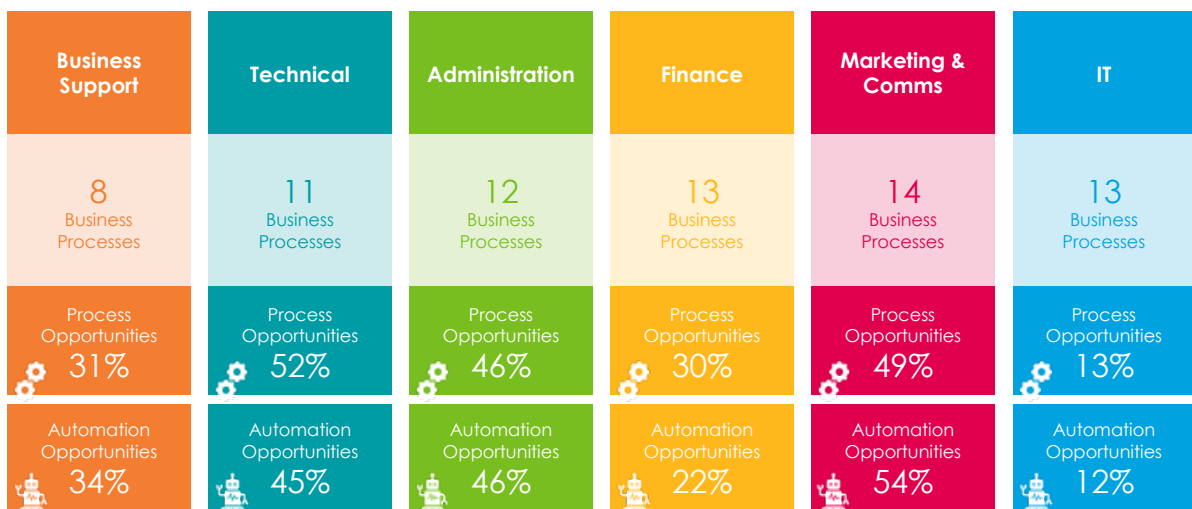 Business
Support
Technical
Administration
Finance
Marketing &
Comms
IT
8
Business
Processes
11
Business
Processes
12
Business
Processes
13
Business
Processes
14
Business
Processes
13
Business
Processes
Process
Opportunities
31%
Process
Opportunities
52%
Process
Opportunities
46%
Process
Opportunities
30%
Process
Opportunities
49%
Process
Opportunities
13%
Automation
Opportunities
34%
Automation
Opportunities
45%
Automation
Opportunities
46%
Automation
Opportunities
22%
Automation
Opportunities
54%
Automation
Opportunities
12%